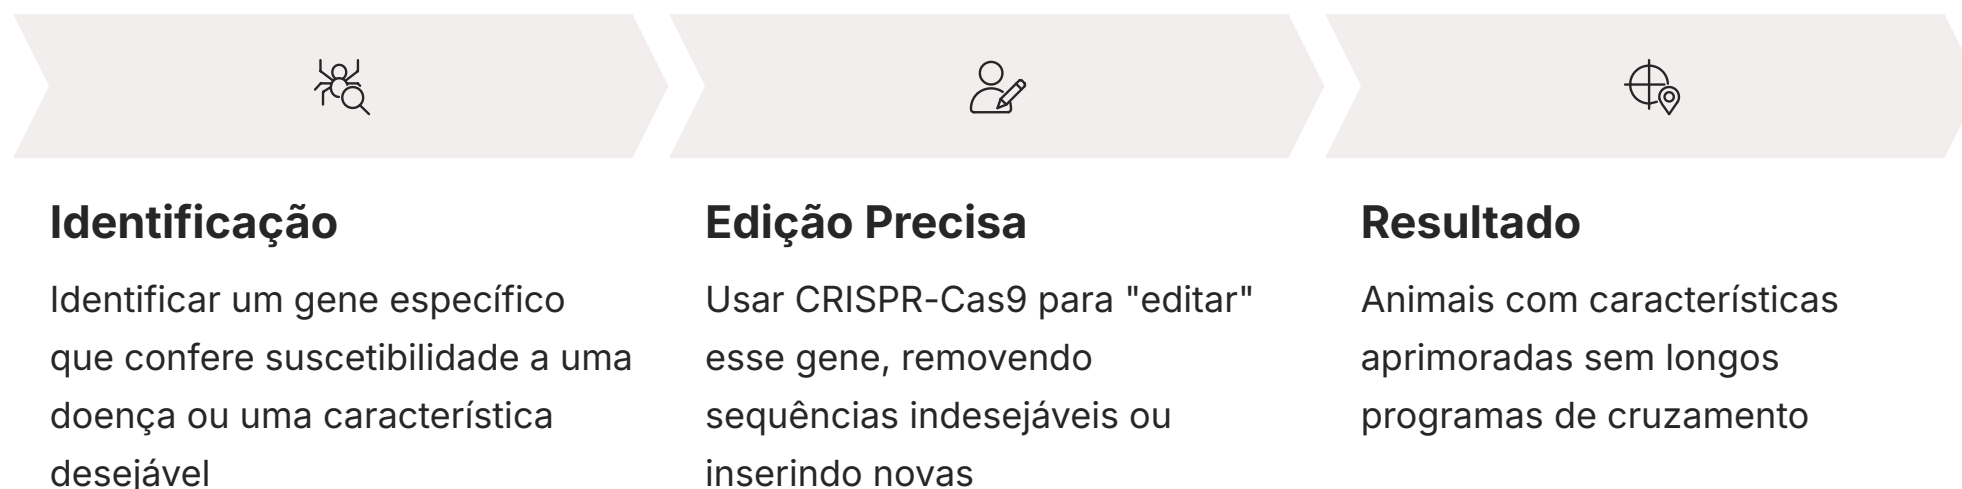 Identificação
Identificar um gene específico
que confere suscetibilidade a uma
doença ou uma característica
desejável
Edição Precisa
Usar CRISPR-Cas9 para "editar"
esse gene, removendo
sequências indesejáveis ou
inserindo novas
Resultado
Animais com características
aprimoradas sem longos
programas de cruzamento